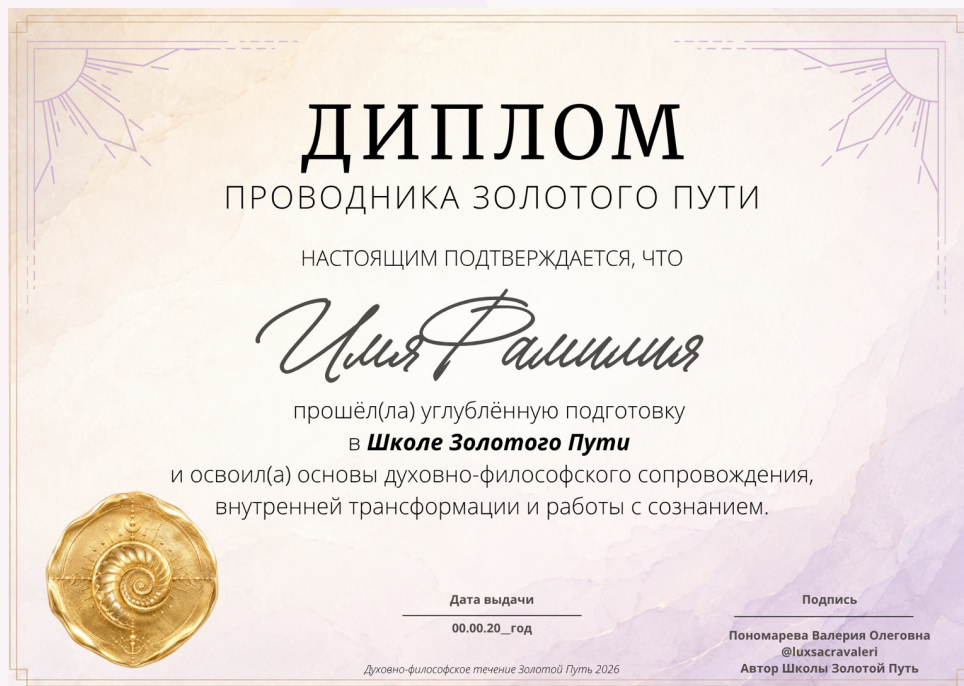 ДИПЛОМ
ПРОВОДНИКА ЗОЛОТОГО ПУТИ
НАСТОЯЩИМ ПОДТВЕРЖДАЕТСЯ, ЧТО
Имя Фамилия
прошёл(ла) углублённую подготовку
в Школе Золотого Пути
и освоил(а) основы духовно-философского сопровождения,
внутренней трансформации и работы с сознанием.
Дата выдачи
00.00.20__год
Подпись
Пономарева Валерия Олеговна
@luxsacravaleri
Автор Школы Золотой Путь
Духовно-философское течение Золотой Путь 2026